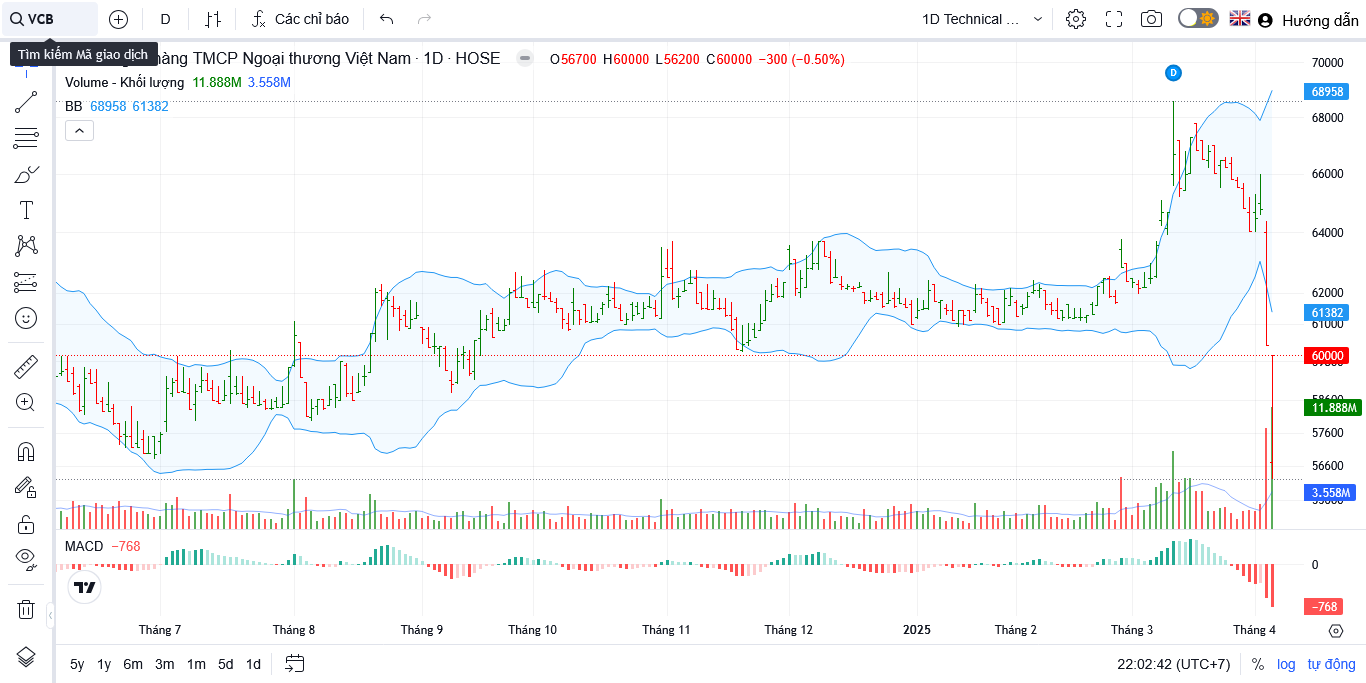 VCB
D
Các chỉ báo
1D Technical ...
Hướng dẫn
Tìm kiếm Mã giao dịch
hàng TMCP Ngoại thương Việt Nam · 1D · HOSE
O56700 H60000 L56200 C60000 −300 (−0.50%)
Volume - Khối lượng 11.888M 3.558M
BB 68958 61382
D
70000
68958
68000
66000
64000
62000
61382
61000
60000
58600
11.888M
57600
56600
3.558M
MACD −768
0
−768
Tháng 7 Tháng 8 Tháng 9 Tháng 10 Tháng 11 Tháng 12 2025 Tháng 2 Tháng 3 Tháng 4
5y 1y 6m 3m 1m 5d 1d
22:02:42 (UTC+7) % log tự động